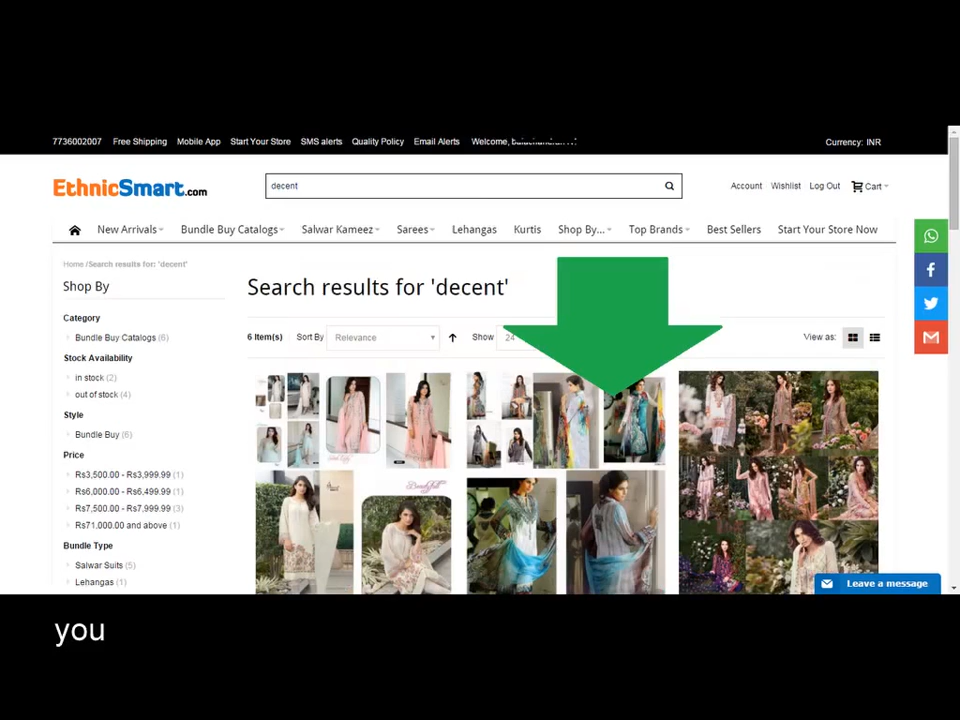 7736002007 Free Shipping Mobile App Start Your Store SMS alerts Quality Policy Email Alerts Welcome, Currency: INR
EthnicSmart.com
decent
Account Wishlist Log Out Cart
New Arrivals Bundle Buy Catalogs Salwar Kameez Sarees Lehangas Kurtis Shop By... Top Brands Best Sellers Start Your Store Now
Home /Search results for: 'decent'
Shop By
Search results for 'decent'
Category
Bundle Buy Catalogs (6)
6 Item(s) Sort By Relevance Show 24 View as:
Stock Availability
in stock (2)
out of stock (4)
Style
Bundle Buy (6)
Price
Rs3,500.00 - Rs3,999.99 (1)
Rs6,000.00 - Rs6,499.99 (1)
Rs7,500.00 - Rs7,999.99 (3)
Rs71,000.00 and above (1)
Bundle Type
Salwar Suits (5)
Lehangas (1)
Leave a message
you